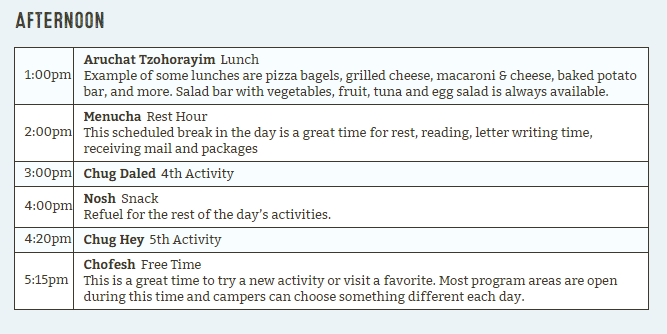 AFTERNOON
1:00pm
Aruchat Tzohorayim Lunch
Example of some lunches are pizza bagels, grilled cheese, macaroni & cheese, baked potato
bar, and more. Salad bar with vegetables, fruit, tuna and egg salad is always available.
2:00pm
Menucha Rest Hour
This scheduled break in the day is a great time for rest, reading, letter writing time,
receiving mail and packages
3:00pm
Chug Daled 4th Activity
4:00pm
Nosh Snack
Refuel for the rest of the day's activities.
4:20pm
Chug Hey 5th Activity
5:15pm
Chofesh Free Time
This is a great time to try a new activity or visit a favorite. Most program areas are open
during this time and campers can choose something different each day.